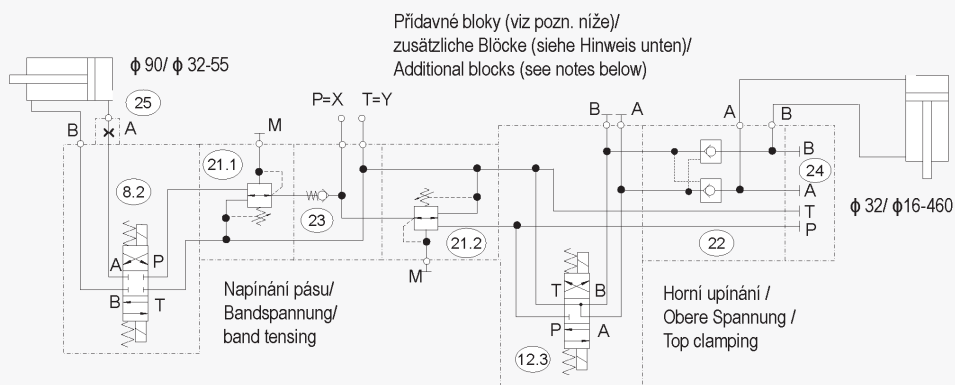 Přídavné bloky (viz pozn. níže)/
zusätzliche Blöcke (siehe Hinweis unten)/
Additional blocks (see notes below)
ϕ 90/ ϕ 32-55
25
B
A
P=X
T=Y
M
21.1
8.2
A
P
B
T
23
21.2
M
Napínání pásu/
Bandspannung/
band tensing
B
A
A
B
B
24
A
T
P
22
ϕ 32/ ϕ16-460
T
B
P
A
12.3
Horní upínání /
Obere Spannung /
Top clamping